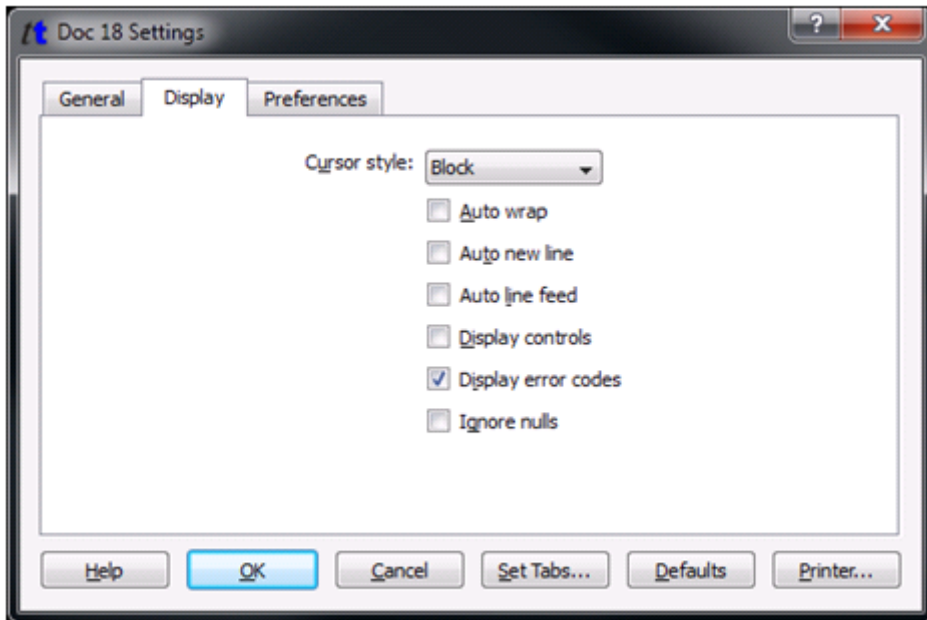 tt Doc 18 Settings ?
General Display Preferences
Cursor style: Block
Auto wrap
Auto new line
Auto line feed
Display controls
Display error codes
Ignore nulls
Help OK Cancel Set Tabs... Defaults Printer...